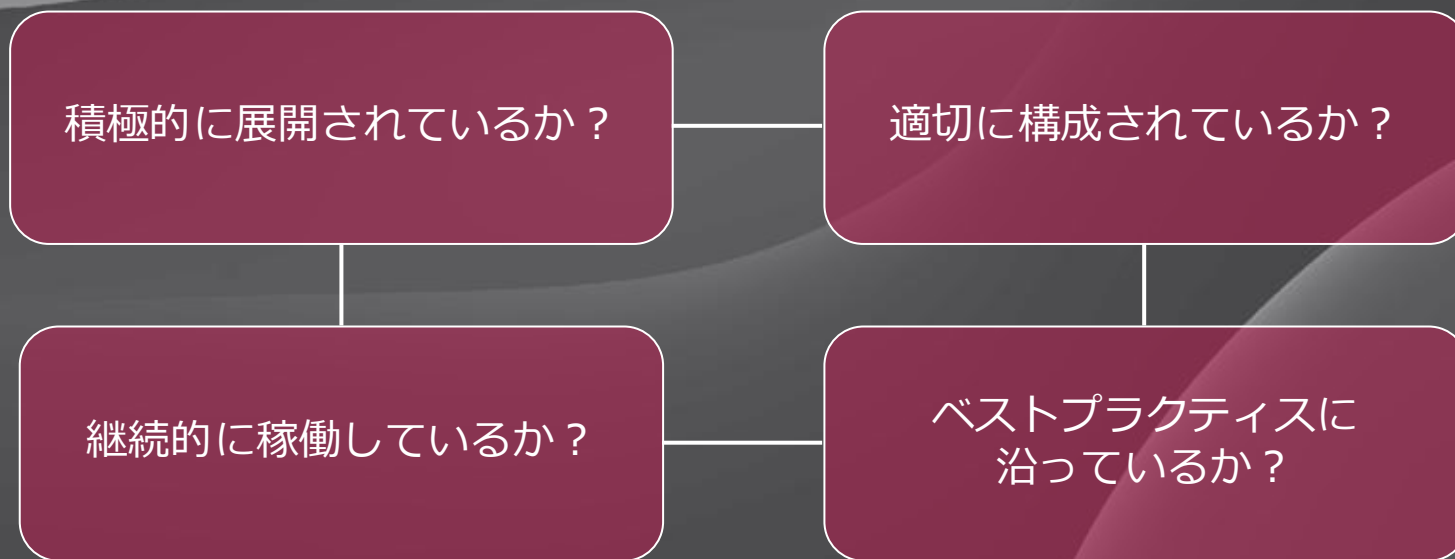 積極的に展開されているか？
適切に構成されているか？
継続的に稼働しているか？
ベストプラクティスに
沿っているか？